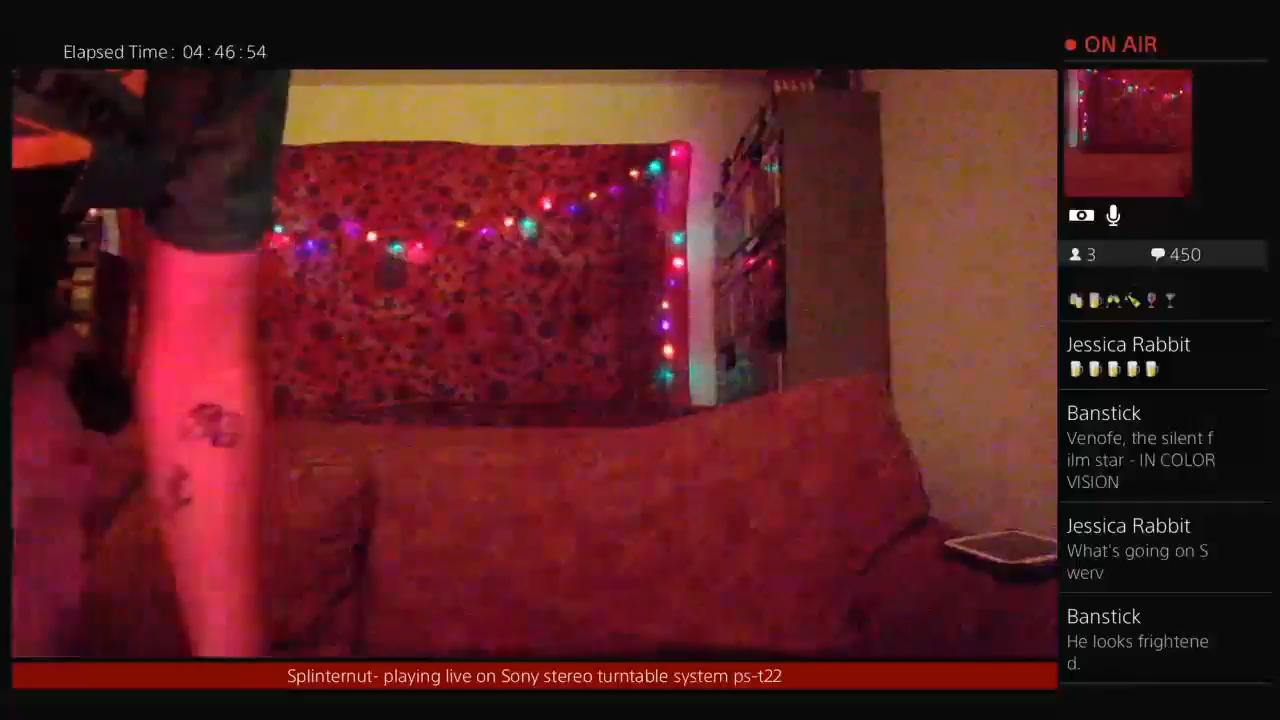 Elapsed Time: 04:46:54
ON AIR
3
450
Jessica Rabbit
Banstick
Venofe, the silent f
ilm star - IN COLOR
VISION
Jessica Rabbit
What's going on S
werv
Banstick
He looks frightene
d.
Splinternut- playing live on Sony stereo turntable system ps-t22